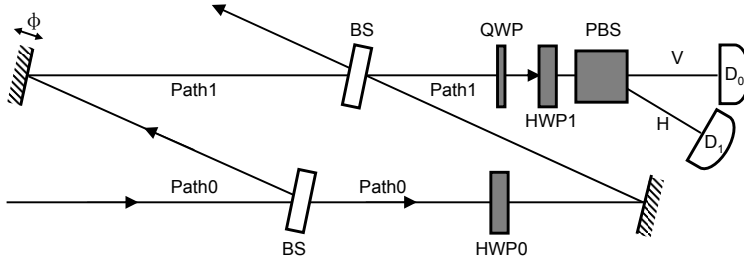 ϕ
BS
QWP
PBS
V
D0
Path1
Path1
HWP1
H
D1
Path0
Path0
BS
HWP0